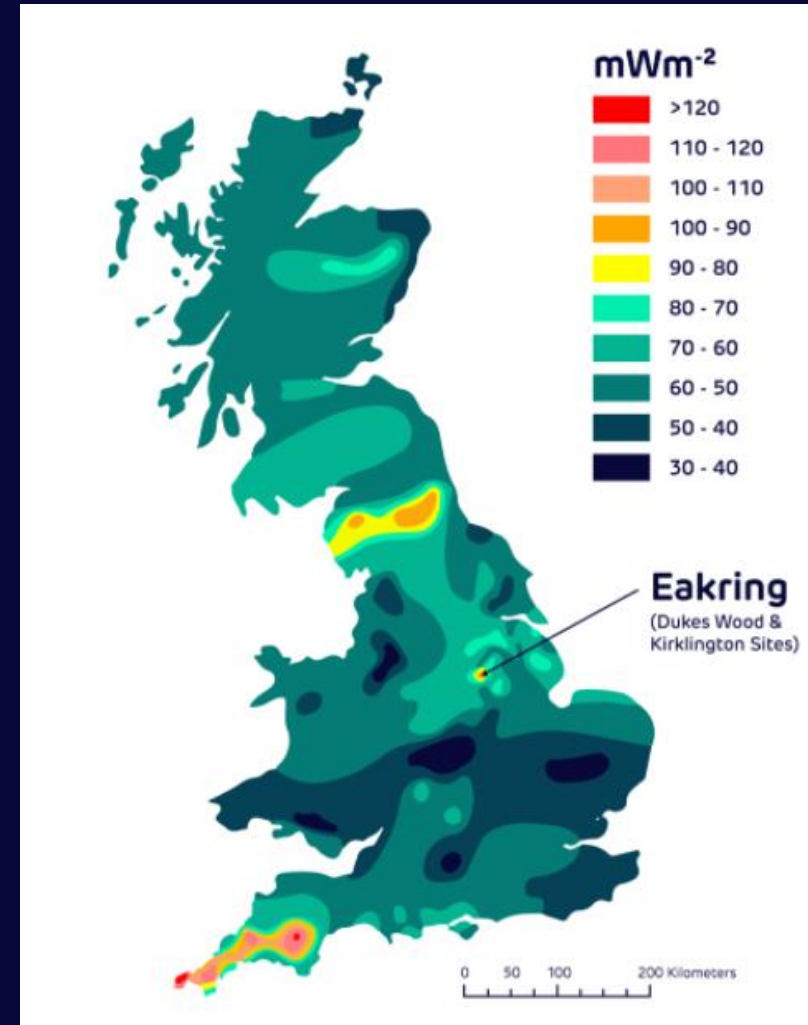 mWm-2
>120
110 - 120
100 - 110
100 - 90
90 - 80
80 - 70
70 - 60
60 - 50
50 - 40
30 - 40
Eakring
(Dukes Wood &
Kirklington Sites)
0 50 100 200 Kilometers